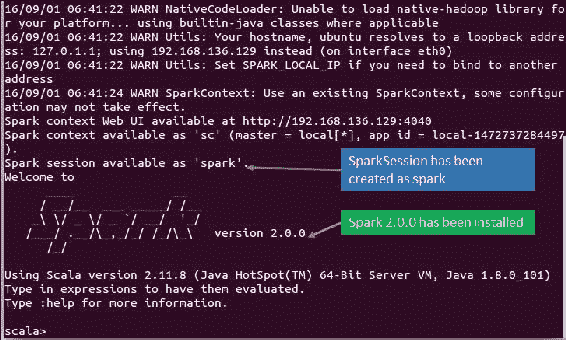 16/09/01 06:41:22 WARN NativeCodeLoader: Unable to load native-hadoop library fo
r your platform... using builtin-java classes where applicable
16/09/01 06:41:22 WARN Utils: Your hostname, ubuntu resolves to a loopback addre
ss: 127.0.1.1; using 192.168.136.129 instead (on interface eth0)
16/09/01 06:41:22 WARN Utils: Set SPARK_LOCAL_IP if you need to bind to another
address
16/09/01 06:41:24 WARN SparkContext: Use an existing SparkContext, some configur
ation may not take effect.
Spark context Web UI available at http://192.168.136.129:4040
Spark context available as 'sc' (master = local[*], app id = local-1472737284497
).
Spark session available as 'spark'.
SparkSession has been
created as spark
Welcome to
Spark
version 2.0.0
Spark 2.0.0 has been installed
Using Scala version 2.11.8 (Java HotSpot(TM) 64-Bit Server VM, Java 1.8.0_101)
Type in expressions to have them evaluated.
Type :help for more information.
scala>